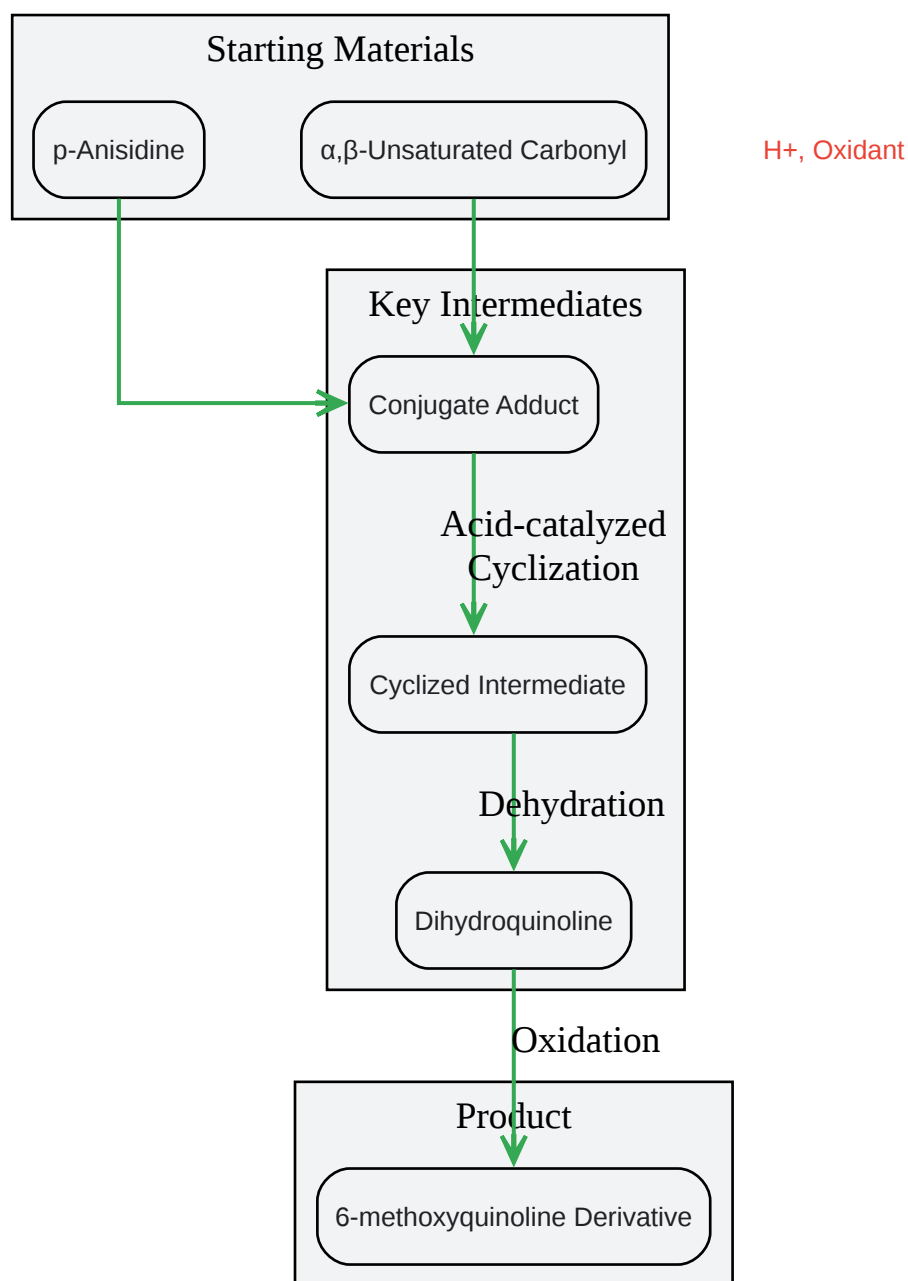 Starting Materials
p-Anisidine
α,β-Unsaturated Carbonyl
H+, Oxidant
Key Intermediates
Conjugate Adduct
Acid-catalyzed
Cyclization
Cyclized Intermediate
Dehydration
Dihydroquinoline
Oxidation
Product
6-methoxyquinoline Derivative